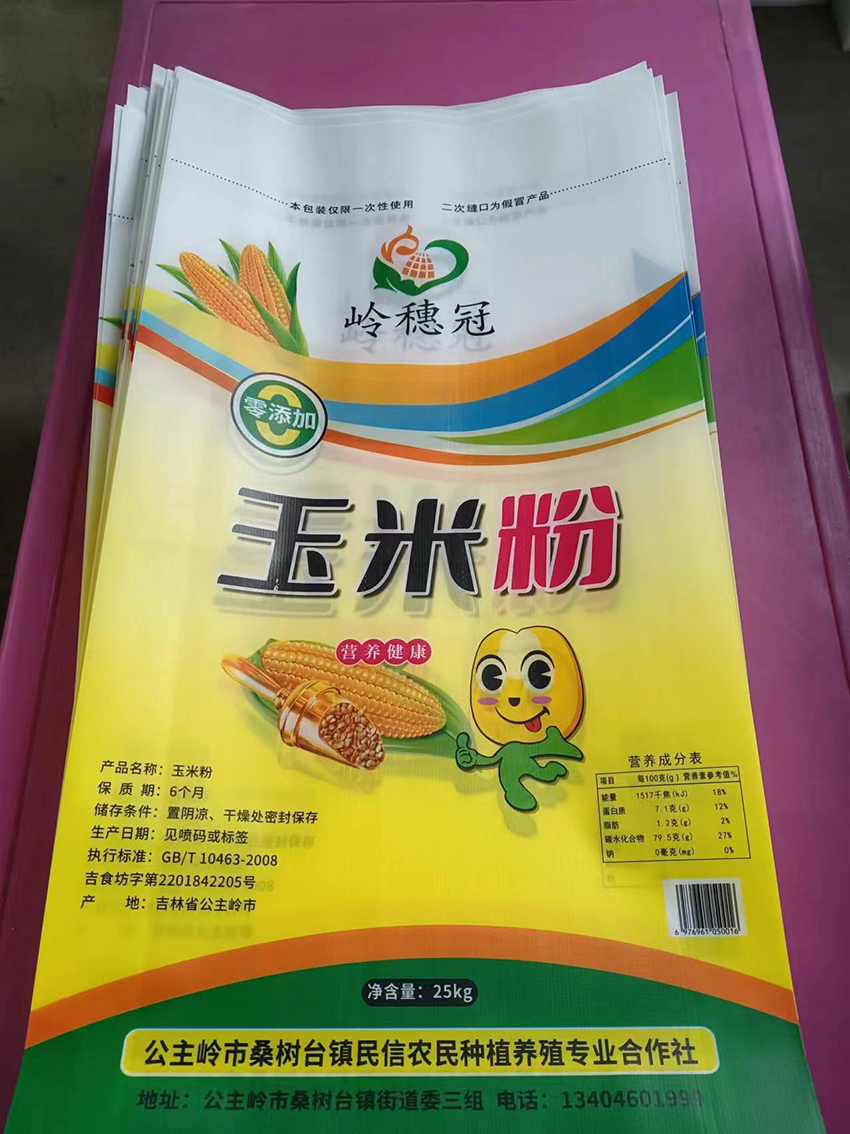 本包装仅限一次性使用 二次缝口为假冒产品
岭穗冠
零添加
玉米粉
营养健康
产品名称：玉米粉
保 质 期：6个月
储存条件：置阴凉、干燥处密封保存
生产日期：见喷码或标签
执行标准：GB/T 10463-2008
吉食坊字第2201842205号
产 地：吉林省公主岭市
营养成分表
项目 每100克(g) 营养素参考值%
能量 1517千焦(kJ) 18%
蛋白质 7.1克(g) 12%
脂肪 1.2克(g) 2%
碳水化合物 79.5克(g) 27%
钠 0毫克(mg) 0%
6 976961 050016
净含量：25kg
公主岭市桑树台镇民信农民种植养殖专业合作社
地址：公主岭市桑树台镇街道委三组 电话：13404601999